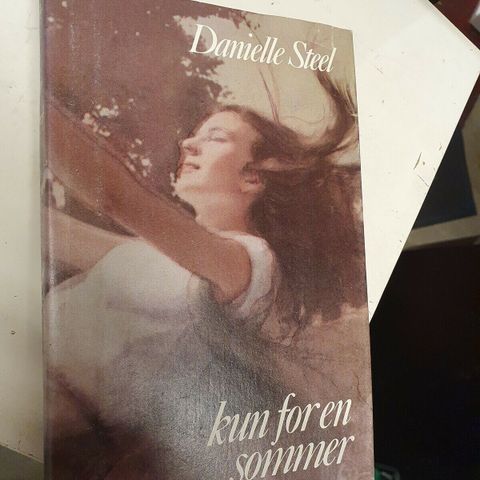 Danielle Steel
kun for en
sommer